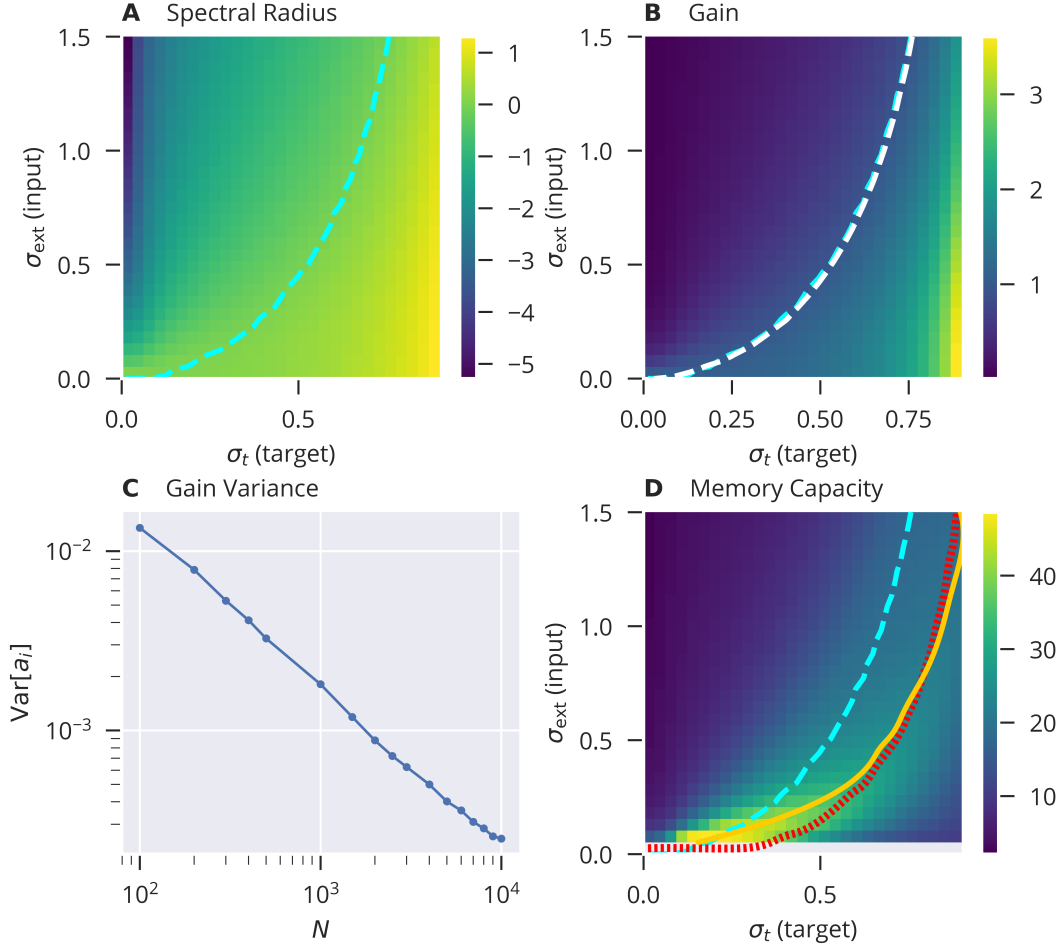 A Spectral Radius
1.5
1.0
0.5
0.0
σext (input)
0.0 0.5
σt (target)
1
0
−1
−2
−3
−4
−5
B Gain
1.5
1.0
0.5
0.0
σext (input)
0.00 0.25 0.50 0.75
σt (target)
3
2
1
C Gain Variance
10⁻²
10⁻³
Var[ai]
10² 10³ 10⁴
N
D Memory Capacity
1.5
1.0
0.5
0.0
σext (input)
0.0 0.5
σt (target)
40
30
20
10